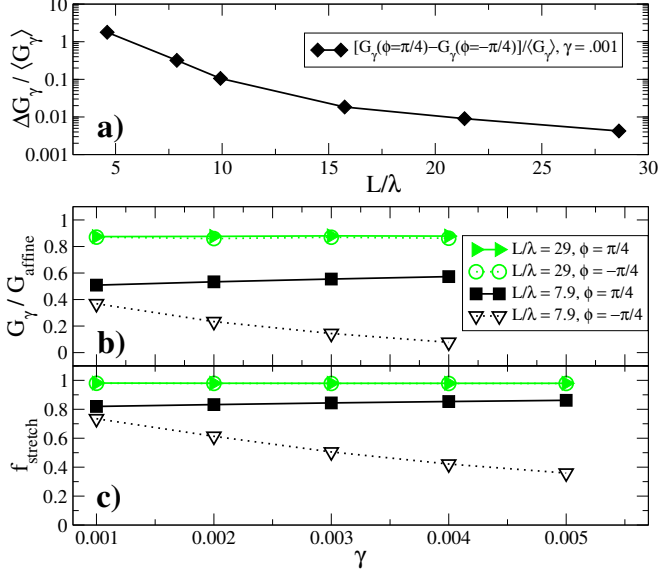 10
1
0.1
0.01
0.001
ΔG_γ / ⟨G_γ⟩
[G_γ(ϕ=π/4)−G_γ(ϕ=−π/4)]/⟨G_γ⟩, γ = .001
a)
5 10 15 20 25 30
L/λ
1
0.8
0.6
0.4
0.2
0
G_γ / G_affine
L/λ = 29, ϕ = π/4
L/λ = 29, ϕ = −π/4
L/λ = 7.9, ϕ = π/4
L/λ = 7.9, ϕ = −π/4
b)
1
0.8
0.6
0.4
0.2
0
f_stretch
c)
0.001 0.002 0.003 0.004 0.005
γ